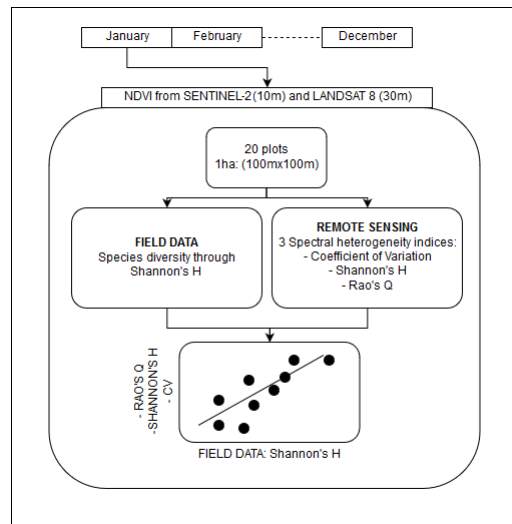 January
February
December
NDVI from SENTINEL-2(10m) and LANDSAT 8 (30m)
20 plots
1ha: (100mx100m)
FIELD DATA
Species diversity through
Shannon's H
REMOTE SENSING
3 Spectral heterogeneity indices:
- Coefficient of Variation
- Shannon's H
- Rao's Q
- RAO'S Q
-SHANNON'S H
- CV
FIELD DATA: Shannon's H